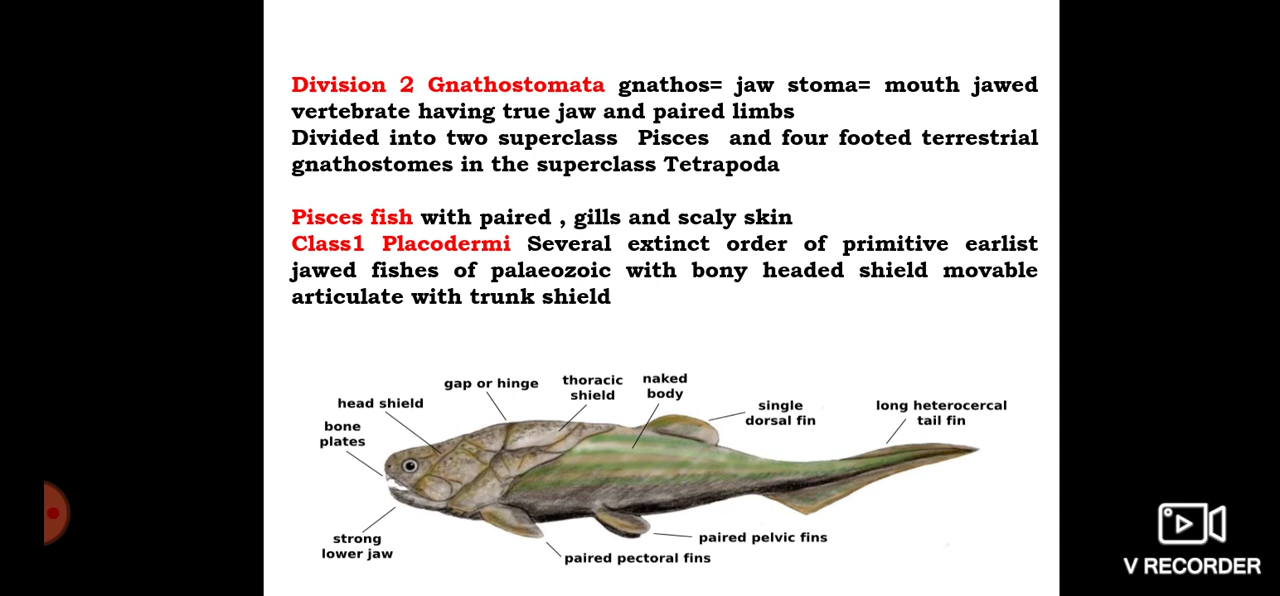 Division 2 Gnathostomata gnathos= jaw stoma= mouth jawed
vertebrate having true jaw and paired limbs
Divided into two superclass Pisces and four footed terrestrial
gnathostomes in the superclass Tetrapoda
Pisces fish with paired , gills and scaly skin
Class1 Placodermi Several extinct order of primitive earlist
jawed fishes of palaeozoic with bony headed shield movable
articulate with trunk shield
gap or hinge
thoracic
shield
naked
body
head shield
single
dorsal fin
long heterocercal
tail fin
bone
plates
strong
lower jaw
paired pelvic fins
paired pectoral fins
V RECORDER